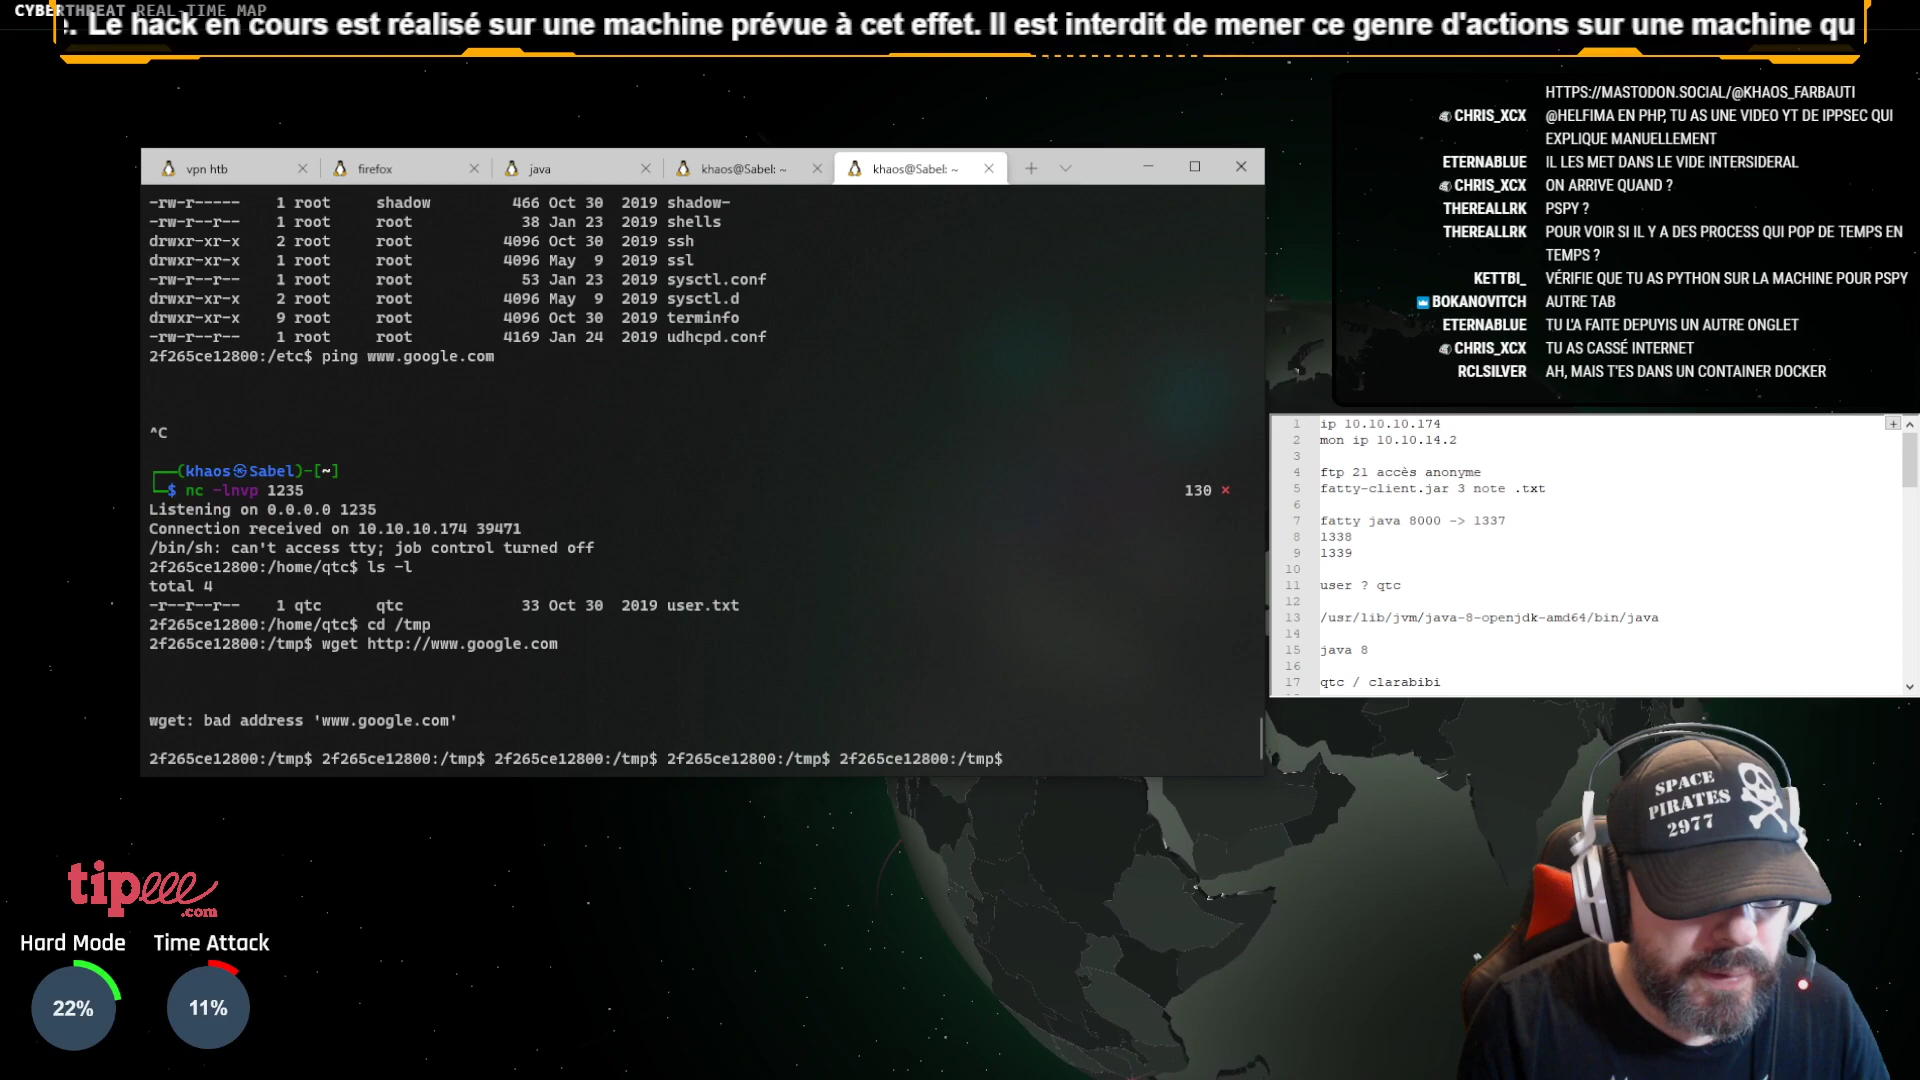 CYBERTHREAT REAL-TIME MAP
. Le hack en cours est réalisé sur une machine prévue à cet effet. Il est interdit de mener ce genre d'actions sur une machine qu
HTTPS://MASTODON.SOCIAL/@KHAOS_FARBAUTI
CHRIS_XCX @HELFIMA EN PHP, TU AS UNE VIDEO YT DE IPPSEC QUI
EXPLIQUE MANUELLEMENT
ETERNABLUE IL LES MET DANS LE VIDE INTERSIDERAL
CHRIS_XCX ON ARRIVE QUAND ?
THEREALLRK PSPY ?
THEREALLRK POUR VOIR SI IL Y A DES PROCESS QUI POP DE TEMPS EN
TEMPS ?
KETTBI_ VÉRIFIE QUE TU AS PYTHON SUR LA MACHINE POUR PSPY
BOKANOVITCH AUTRE TAB
ETERNABLUE TU L'A FAITE DEPUYIS UN AUTRE ONGLET
CHRIS_XCX TU AS CASSÉ INTERNET
RCLSILVER AH, MAIS T'ES DANS UN CONTAINER DOCKER
vpn htb firefox java khaos@Sabel: ~ khaos@Sabel: ~
-rw-r----- 1 root shadow 466 Oct 30 2019 shadow-
-rw-r--r-- 1 root root 38 Jan 23 2019 shells
drwxr-xr-x 2 root root 4096 Oct 30 2019 ssh
drwxr-xr-x 1 root root 4096 May 9 2019 ssl
-rw-r--r-- 1 root root 53 Jan 23 2019 sysctl.conf
drwxr-xr-x 2 root root 4096 May 9 2019 sysctl.d
drwxr-xr-x 9 root root 4096 Oct 30 2019 terminfo
-rw-r--r-- 1 root root 4169 Jan 24 2019 udhcpd.conf
2f265ce12800:/etc$ ping www.google.com
^C
(khaos㉿Sabel)-[~]
$ nc -lnvp 1235 130 ×
Listening on 0.0.0.0 1235
Connection received on 10.10.10.174 39471
/bin/sh: can't access tty; job control turned off
2f265ce12800:/home/qtc$ ls -l
total 4
-r--r--r-- 1 qtc qtc 33 Oct 30 2019 user.txt
2f265ce12800:/home/qtc$ cd /tmp
2f265ce12800:/tmp$ wget http://www.google.com
wget: bad address 'www.google.com'
2f265ce12800:/tmp$ 2f265ce12800:/tmp$ 2f265ce12800:/tmp$ 2f265ce12800:/tmp$ 2f265ce12800:/tmp$
1 ip 10.10.10.174
2 mon ip 10.10.14.2
3
4 ftp 21 accès anonyme
5 fatty-client.jar 3 note .txt
6
7 fatty java 8000 -> 1337
8 1338
9 1339
10
11 user ? qtc
12
13 /usr/lib/jvm/java-8-openjdk-amd64/bin/java
14
15 java 8
16
17 qtc / clarabibi
SPACE
PIRATES
2977
tipeee
.com
Hard Mode Time Attack
22% 11%